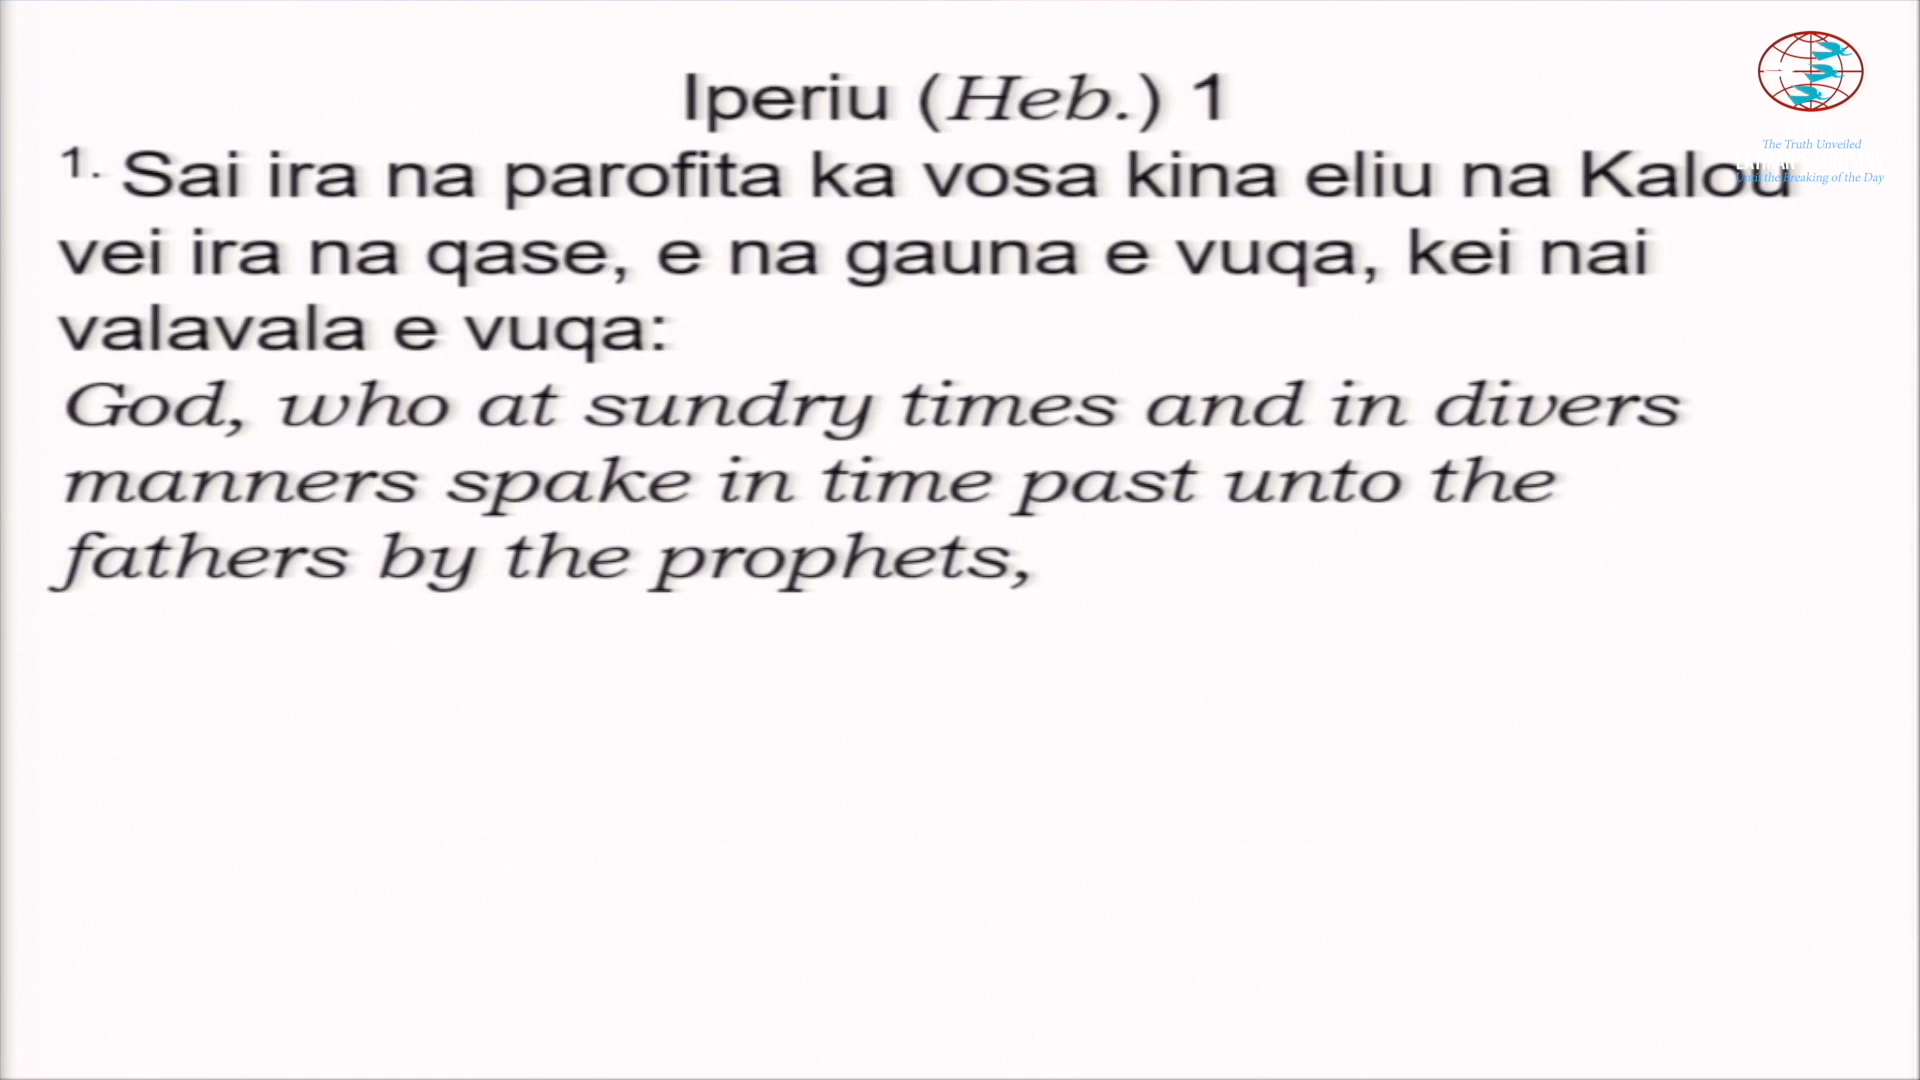 Iperiu (Heb.) 1
1. Sai ira na parofita ka vosa kina eliu na Kalou
vei ira na qase, e na gauna e vuqa, kei nai
valavala e vuqa:
God, who at sundry times and in divers
manners spake in time past unto the
fathers by the prophets,
The Truth Unveiled
the Breaking of the Day